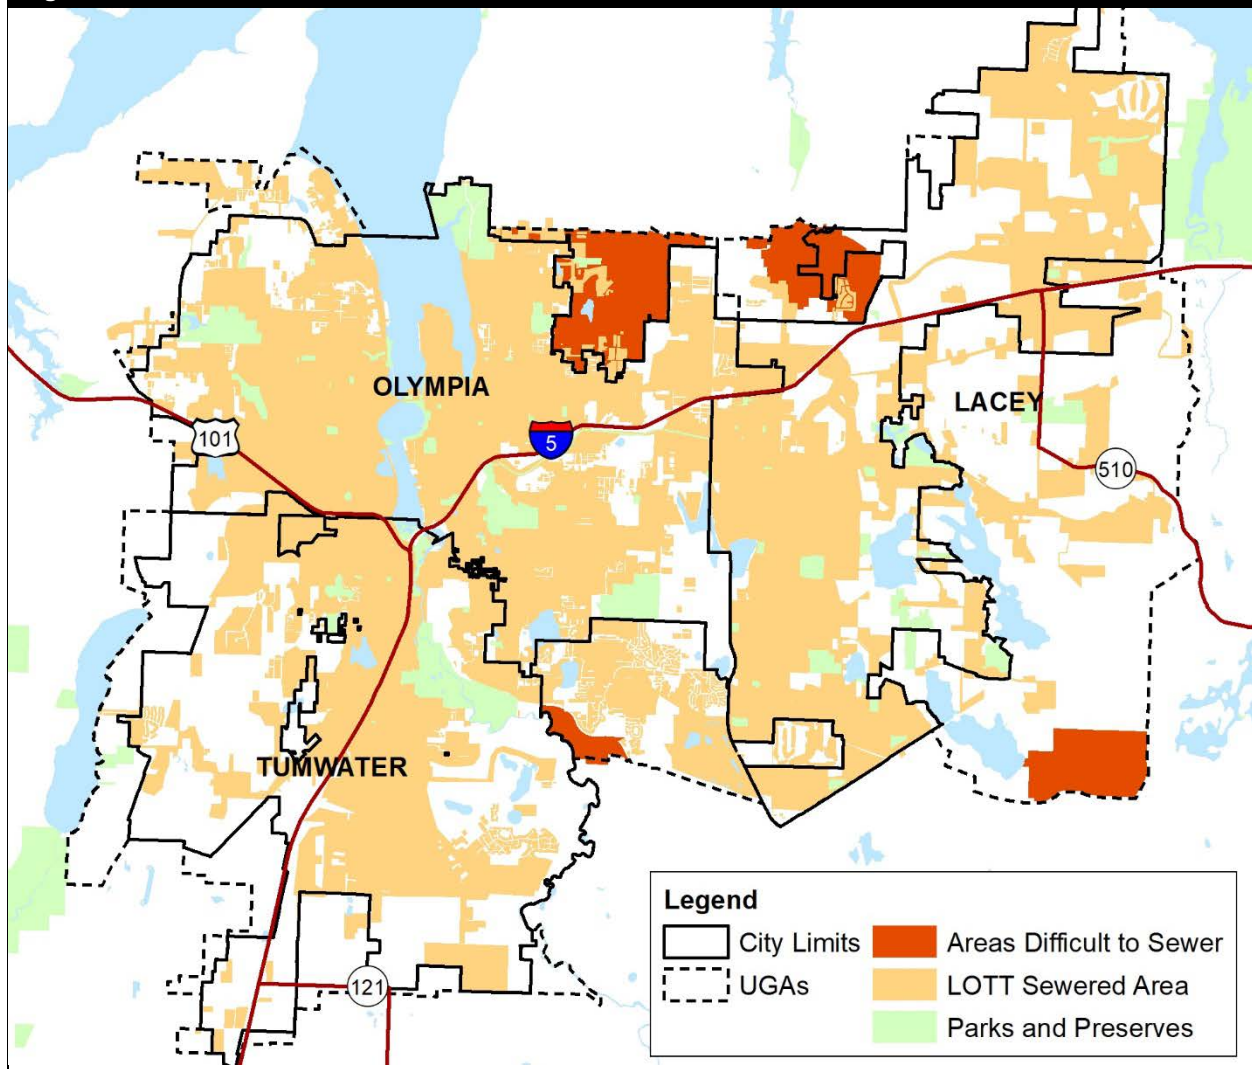 OLYMPIA
LACEY
101
5
510
TUMWATER
121
Legend
City Limits
UGAs
Areas Difficult to Sewer
LOTT Sewered Area
Parks and Preserves